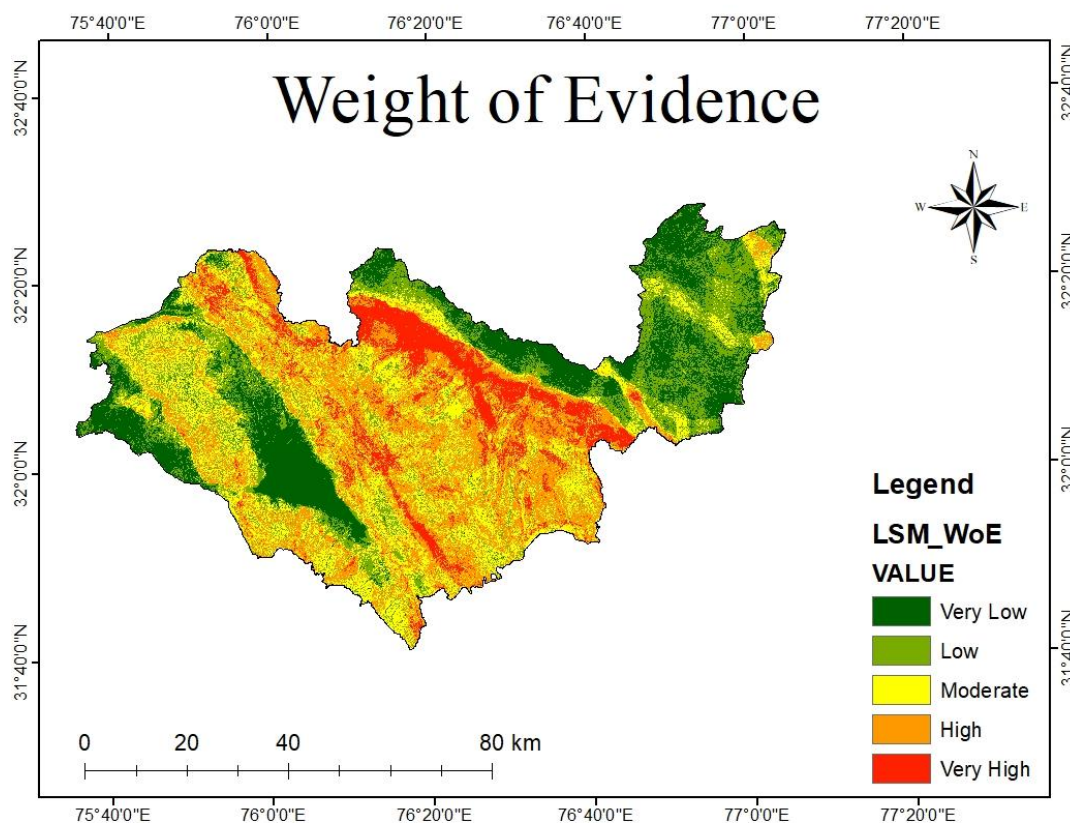 75°40'0"E 76°0'0"E 76°20'0"E 76°40'0"E 77°0'0"E 77°20'0"E
Weight of Evidence
32°40'0"N 32°40'0"N
N
W E
S
32°20'0"N 32°20'0"N
32°0'0"N 32°0'0"N
Legend
LSM_WoE
VALUE
Very Low
Low
Moderate
High
Very High
31°40'0"N 31°40'0"N
0 20 40 80 km
75°40'0"E 76°0'0"E 76°20'0"E 76°40'0"E 77°0'0"E 77°20'0"E